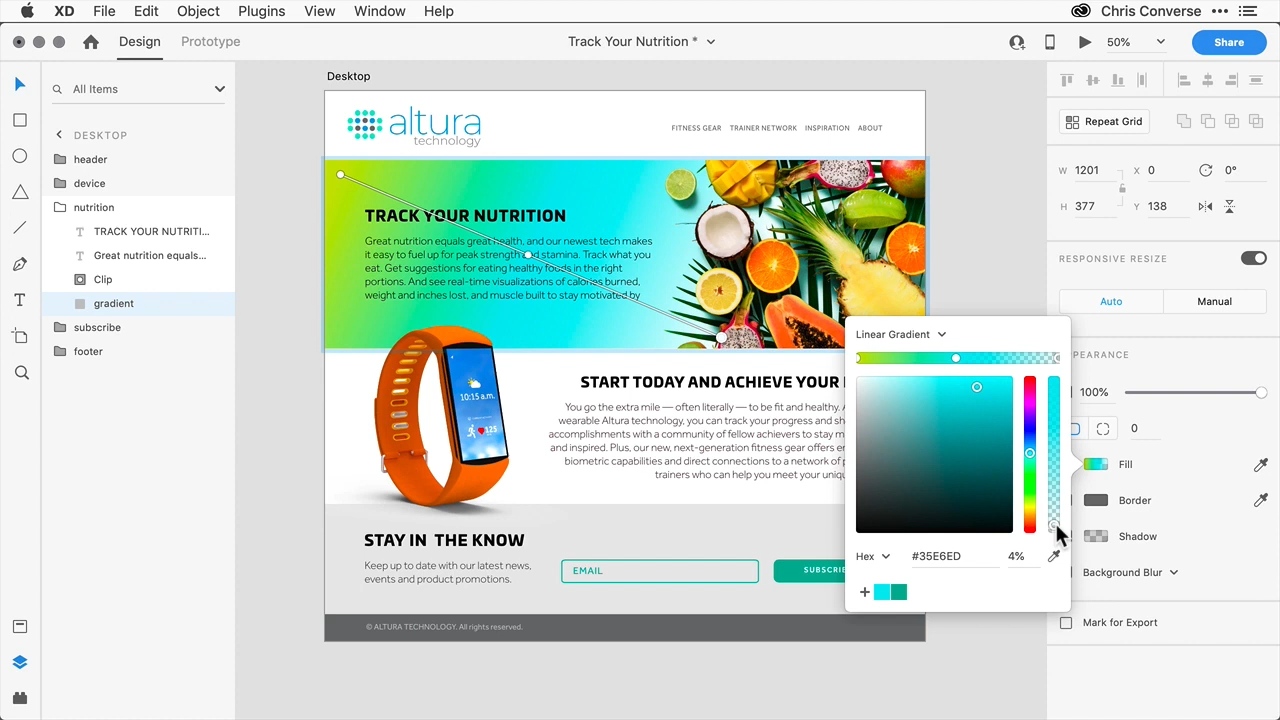 XD File Edit Object Plugins View Window Help Chris Converse
Design Prototype Track Your Nutrition * 50% Share
All Items
DESKTOP
header
device
nutrition
TRACK YOUR NUTRITI...
Great nutrition equals...
Clip
gradient
subscribe
footer
Desktop
altura
technology
FITNESS GEAR TRAINER NETWORK INSPIRATION ABOUT
TRACK YOUR NUTRITION
Great nutrition equals great health, and our newest tech makes
it easy to fuel up for peak strength and stamina. Track what you
eat. Get suggestions for eating healthy foods in the right
portions. And see real-time visualizations of calories burned,
weight and inches lost, and muscle built to stay motivated by
10:15 a.m.
125
START TODAY AND ACHIEVE YOUR
You go the extra mile — often literally — to be fit and healthy.
wearable Altura technology, you can track your progress and
accomplishments with a community of fellow achievers to stay
and inspired. Plus, our new, next-generation fitness gear offers
biometric capabilities and direct connections to a network of
trainers who can help you meet your
STAY IN THE KNOW
Keep up to date with our latest news,
events and product promotions.
EMAIL
© ALTURA TECHNOLOGY. All rights reserved.
Repeat Grid
W 1201 X 0 0°
H 377 Y 138
RESPONSIVE RESIZE
Auto Manual
Linear Gradient
100%
0
Fill
Border
Shadow
Hex #35E6ED 4%
Background Blur
Mark for Export